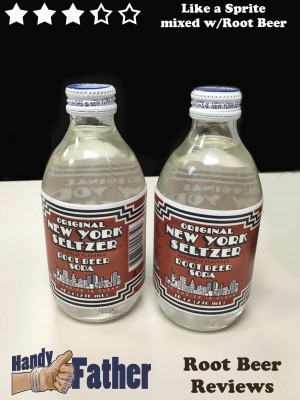 Like a Sprite
mixed w/Root Beer
ORIGINAL
NEW YORK
SELTZER
ROOT BEER
SODA
ORIGINAL
NEW YORK
SELTZER
ROOT BEER
SODA
Handy Father
Root Beer
Reviews